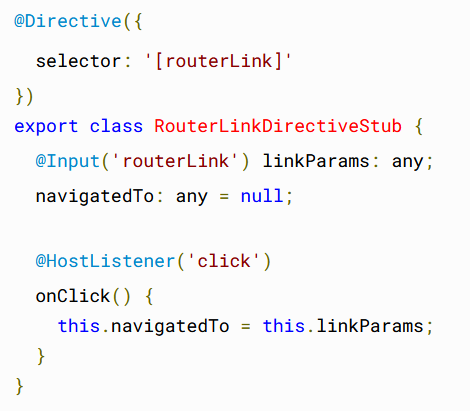 @Directive({
selector: '[routerLink]'
})
export class RouterLinkDirectiveStub {
@Input('routerLink') linkParams: any;
navigatedTo: any = null;
@HostListener('click')
onClick() {
this.navigatedTo = this.linkParams;
}
}